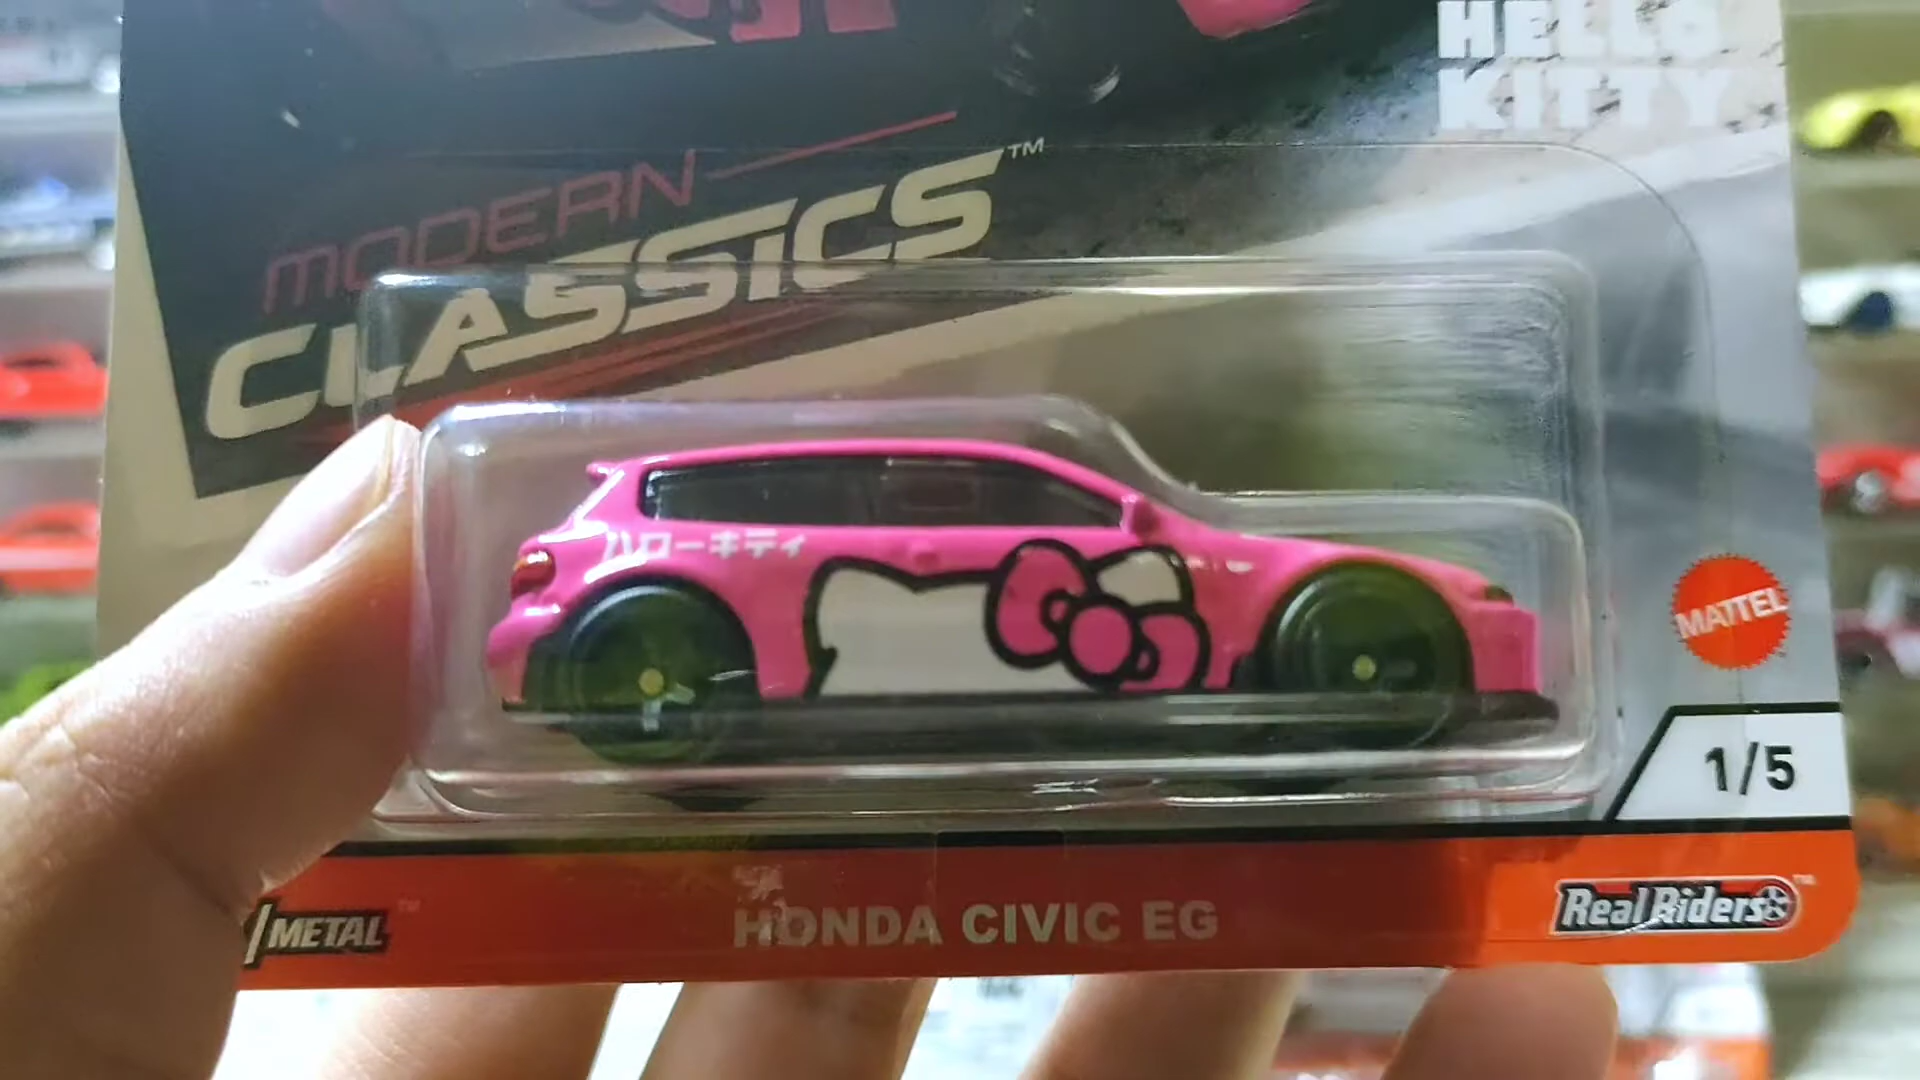 HELLO
KITTY
MODERN
CLASSICS™
ハローキティ
MATTEL
1/5
/METAL™
HONDA CIVIC EG
Real Riders™